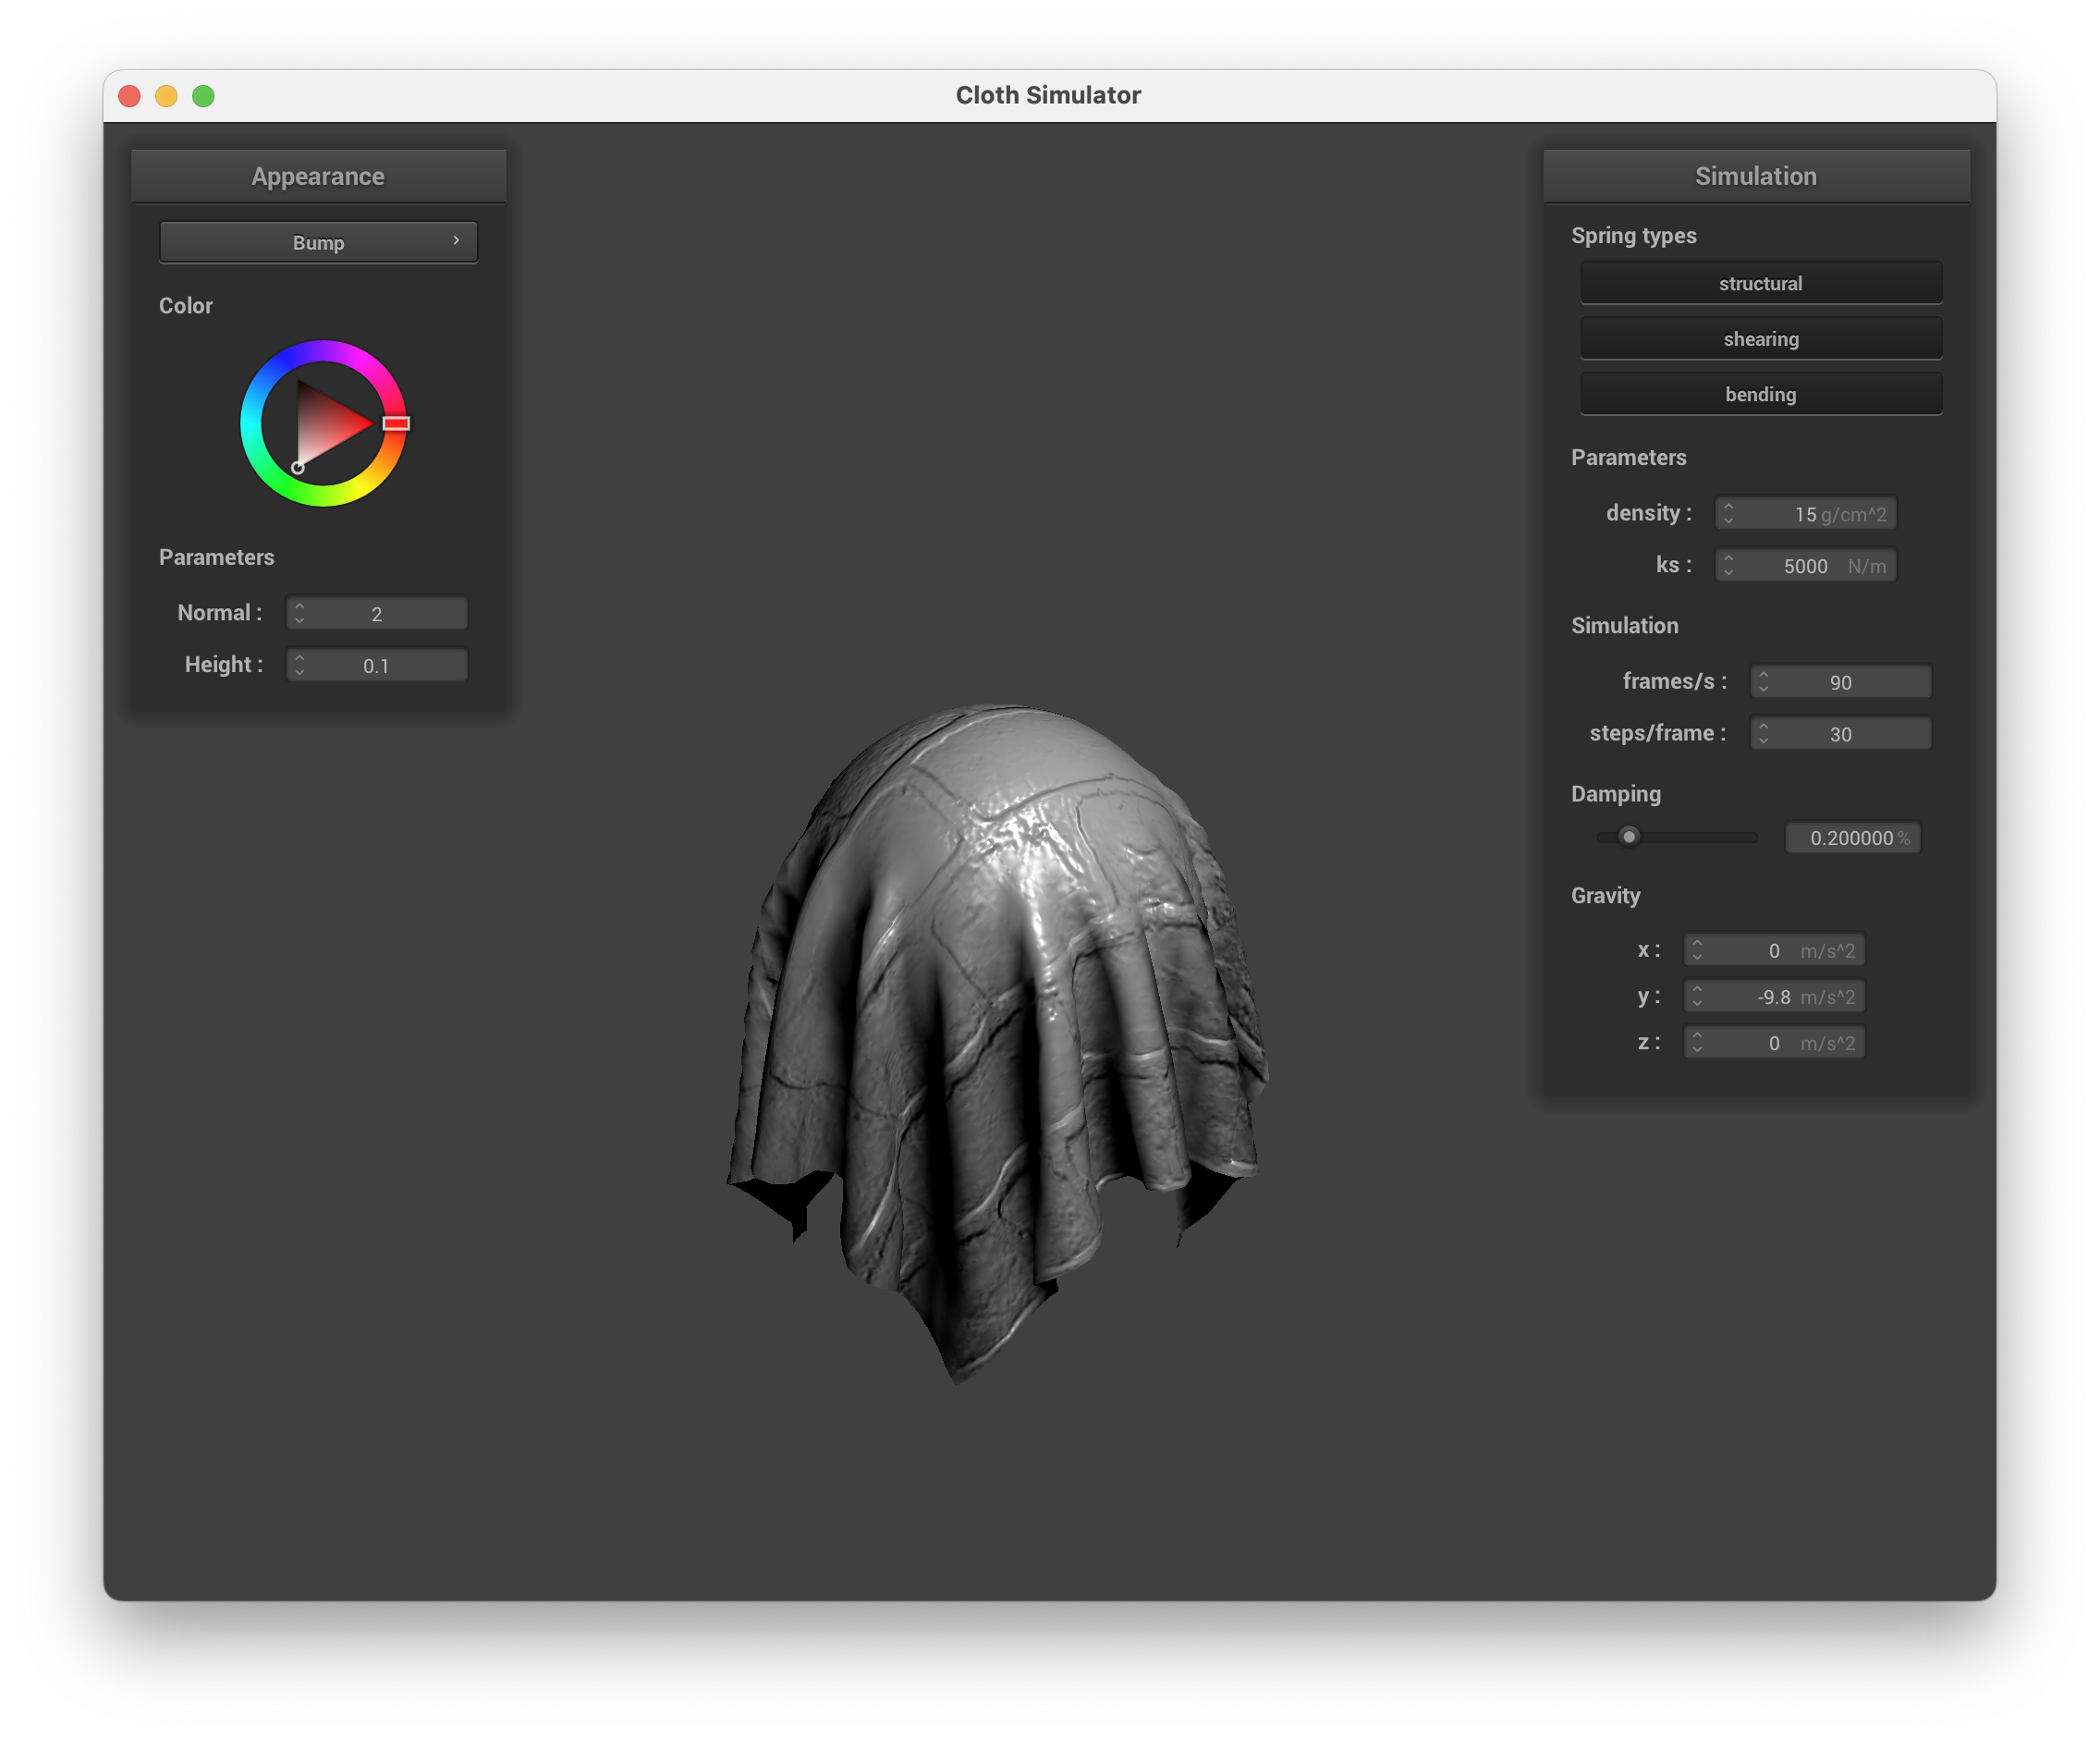 Cloth Simulator
Appearance
Bump
Color
Parameters
Normal : 2
Height : 0.1
Simulation
Spring types
structural
shearing
bending
Parameters
density : 15 g/cm^2
ks : 5000 N/m
Simulation
frames/s : 90
steps/frame : 30
Damping
0.200000 %
Gravity
x : 0 m/s^2
y : -9.8 m/s^2
z : 0 m/s^2